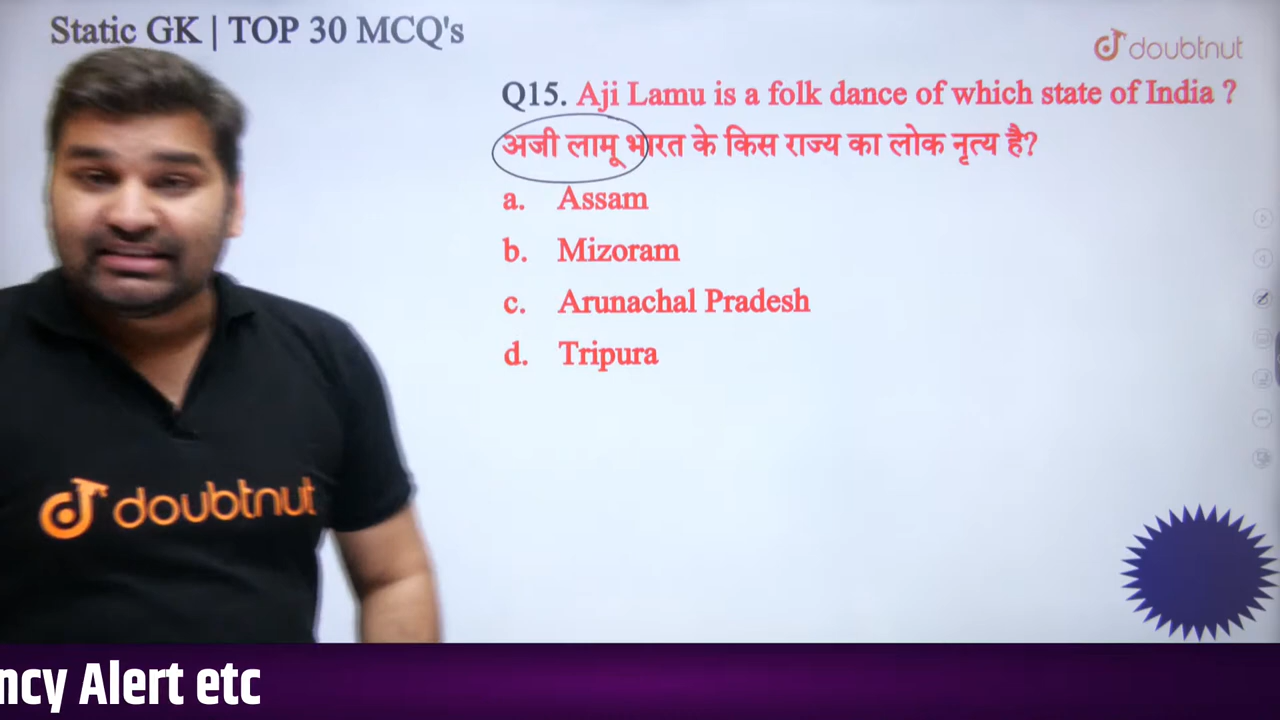 Static GK | TOP 30 MCQ's
doubtnut
Q15. Aji Lamu is a folk dance of which state of India ?
अजी लामू भारत के किस राज्य का लोक नृत्य है?
a. Assam
b. Mizoram
c. Arunachal Pradesh
d. Tripura
doubtnut
ncy Alert etc